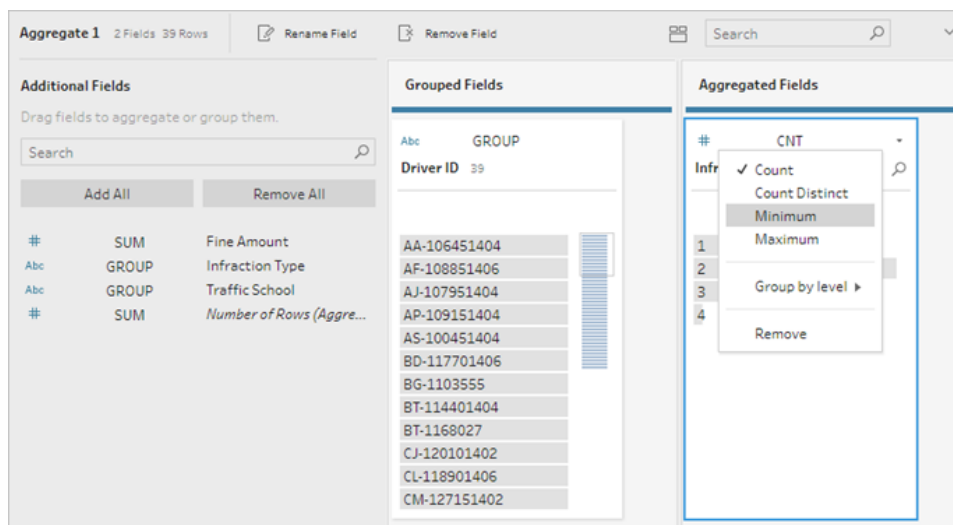 Aggregate 1 2 Fields 39 Rows Rename Field Remove Field Search
Additional Fields
Drag fields to aggregate or group them.
Search
Add All Remove All
# SUM Fine Amount
Abc GROUP Infraction Type
Abc GROUP Traffic School
# SUM Number of Rows (Aggre...
Grouped Fields
Abc GROUP
Driver ID 39
AA-106451404
AF-108851406
AJ-107951404
AP-109151404
AS-100451404
BD-117701406
BG-1103555
BT-114401404
BT-1168027
CJ-120101402
CL-118901406
CM-127151402
Aggregated Fields
# CNT
Infr
1
2
3
4
✓ Count
Count Distinct
Minimum
Maximum
Group by level
Remove